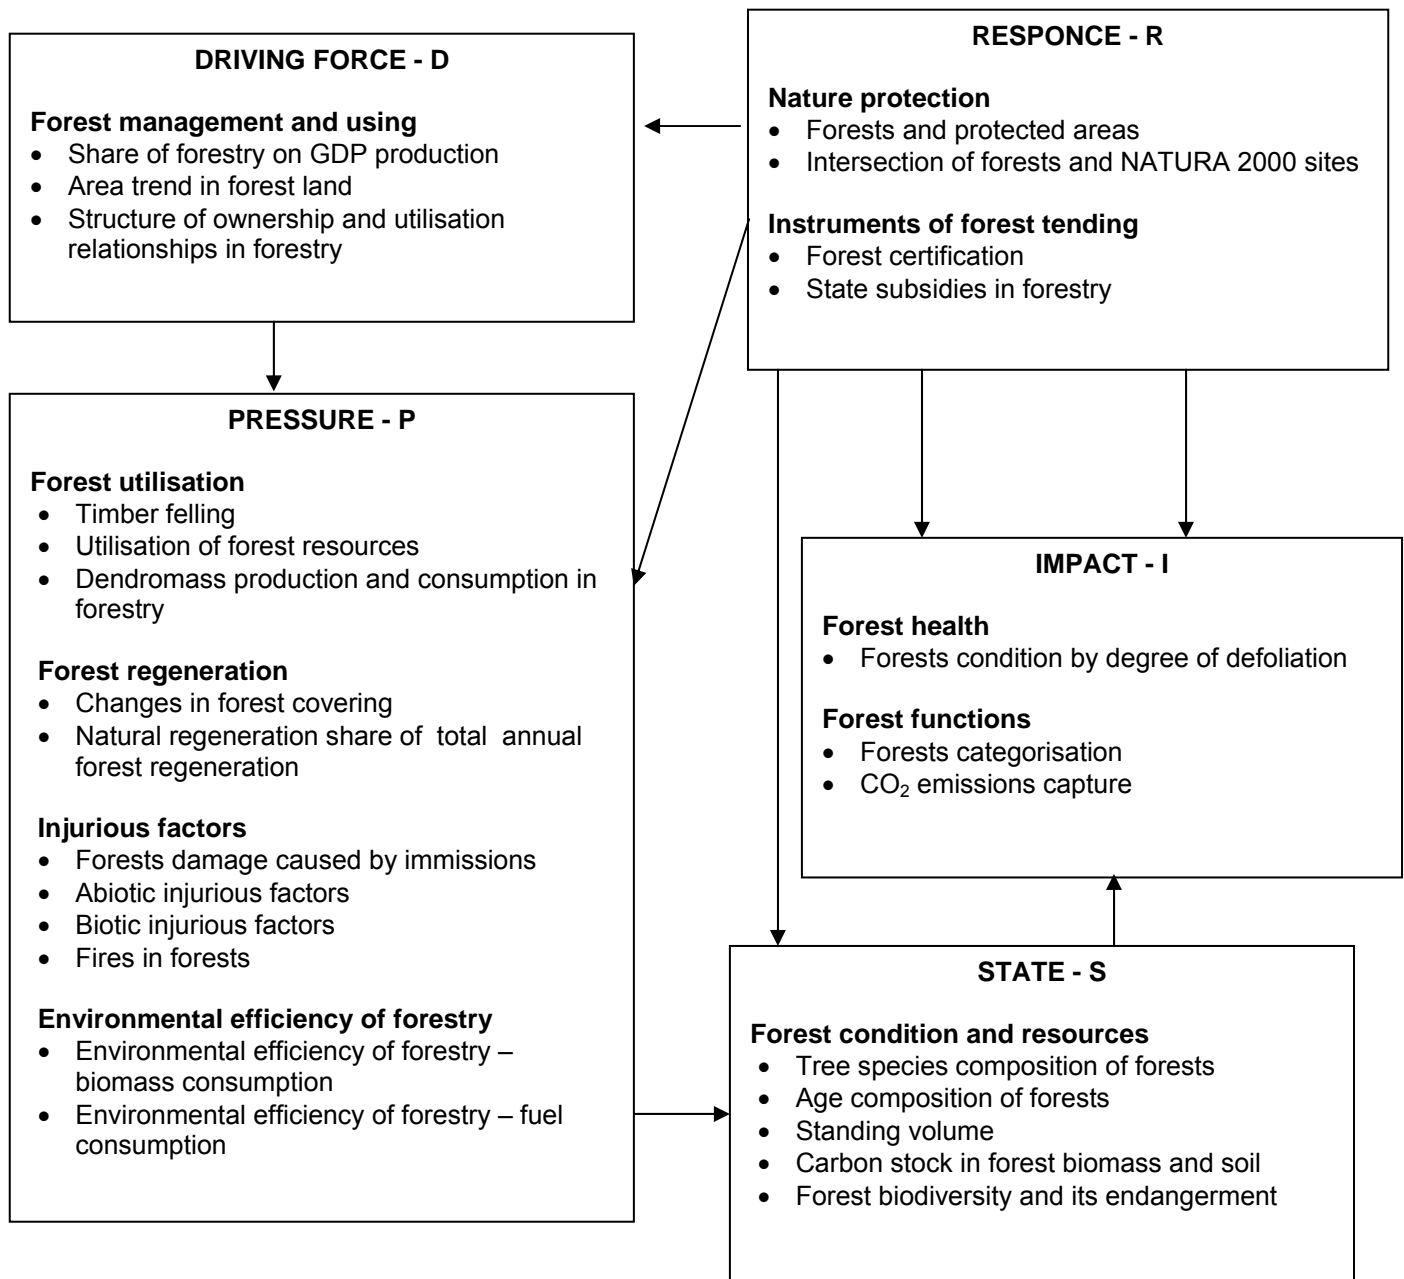 DRIVING FORCE - D
Forest management and using
• Share of forestry on GDP production
• Area trend in forest land
• Structure of ownership and utilisation
relationships in forestry
RESPONCE - R
Nature protection
• Forests and protected areas
• Intersection of forests and NATURA 2000 sites
Instruments of forest tending
• Forest certification
• State subsidies in forestry
PRESSURE - P
Forest utilisation
• Timber felling
• Utilisation of forest resources
• Dendromass production and consumption in
forestry
Forest regeneration
• Changes in forest covering
• Natural regeneration share of total annual
forest regeneration
Injurious factors
• Forests damage caused by immissions
• Abiotic injurious factors
• Biotic injurious factors
• Fires in forests
Environmental efficiency of forestry
• Environmental efficiency of forestry –
biomass consumption
• Environmental efficiency of forestry – fuel
consumption
IMPACT - I
Forest health
• Forests condition by degree of defoliation
Forest functions
• Forests categorisation
• CO₂ emissions capture
STATE - S
Forest condition and resources
• Tree species composition of forests
• Age composition of forests
• Standing volume
• Carbon stock in forest biomass and soil
• Forest biodiversity and its endangerment